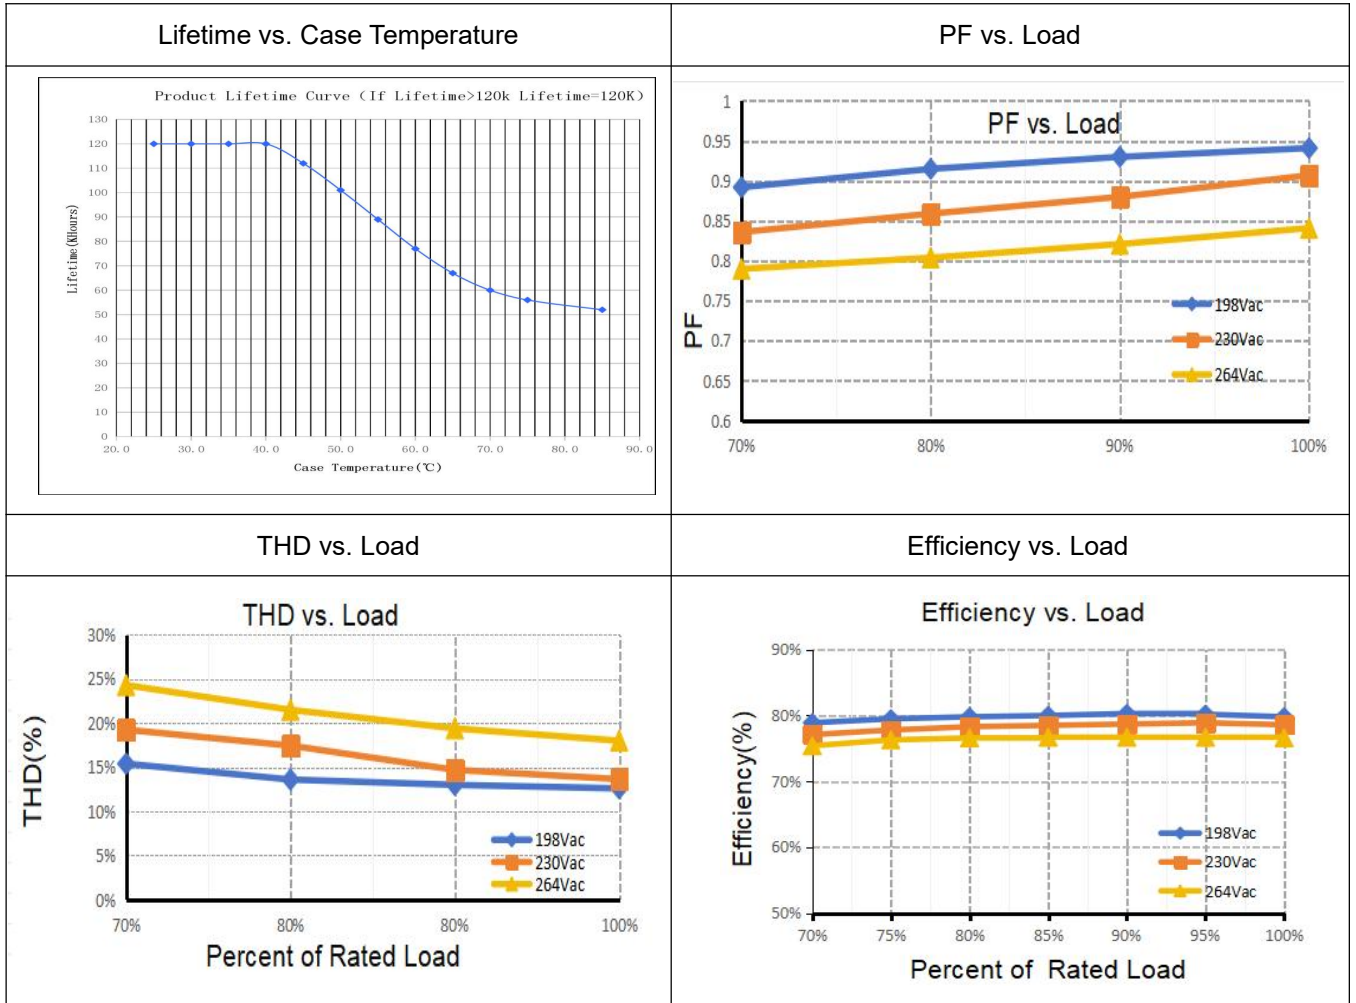 Lifetime vs. Case Temperature
PF vs. Load
Product Lifetime Curve (If Lifetime>120k Lifetime=120K)
130
120
110
100
90
80
70
60
50
40
30
20
10
0
Lifetime(KHours)
20.0 30.0 40.0 50.0 60.0 70.0 80.0 90.0
Case Temperature(℃)
PF vs. Load
1
0.95
0.9
0.85
0.8
0.75
0.7
0.65
0.6
PF
198Vac
230Vac
264Vac
70% 80% 90% 100%
THD vs. Load
Efficiency vs. Load
THD vs. Load
30%
25%
20%
15%
10%
5%
0%
THD(%)
198Vac
230Vac
264Vac
70% 80% 80% 100%
Percent of Rated Load
Efficiency vs. Load
90%
80%
70%
60%
50%
Efficiency(%)
198Vac
230Vac
264Vac
70% 75% 80% 85% 90% 95% 100%
Percent of Rated Load